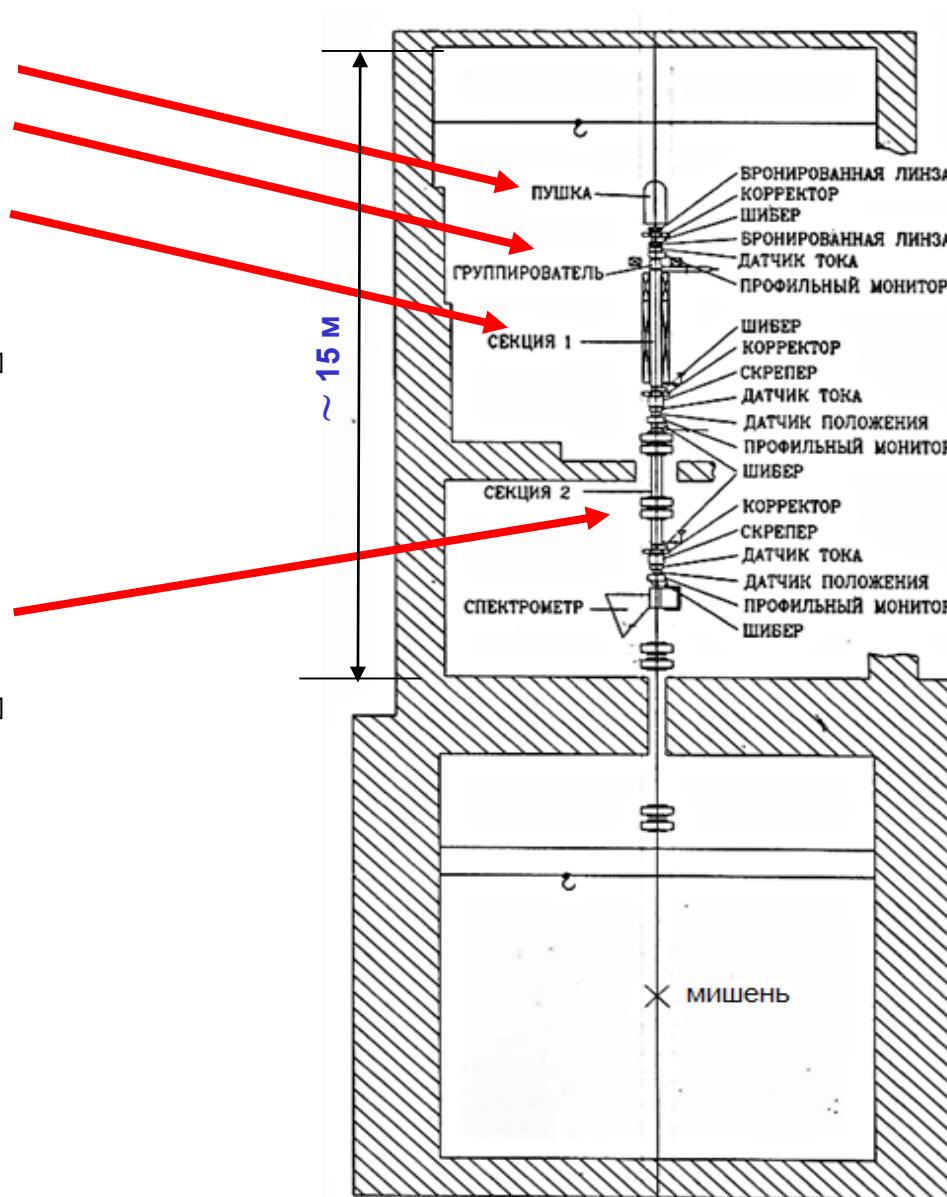 БРОНИРОВАННАЯ ЛИНЗА
ПУШКА
КОРРЕКТОР
ШИБЕР
БРОНИРОВАННАЯ ЛИНЗА
ДАТЧИК ТОКА
ГРУППИРОВАТЕЛЬ
ПРОФИЛЬНЫЙ МОНИТОР
ШИБЕР
СЕКЦИЯ 1
КОРРЕКТОР
СКРЕПЕР
~ 15 м
ДАТЧИК ТОКА
ДАТЧИК ПОЛОЖЕНИЯ
ПРОФИЛЬНЫЙ МОНИТОР
ШИБЕР
СЕКЦИЯ 2
КОРРЕКТОР
СКРЕПЕР
ДАТЧИК ТОКА
ДАТЧИК ПОЛОЖЕНИЯ
СПЕКТРОМЕТР
ПРОФИЛЬНЫЙ МОНИТОР
ШИБЕР
мишень